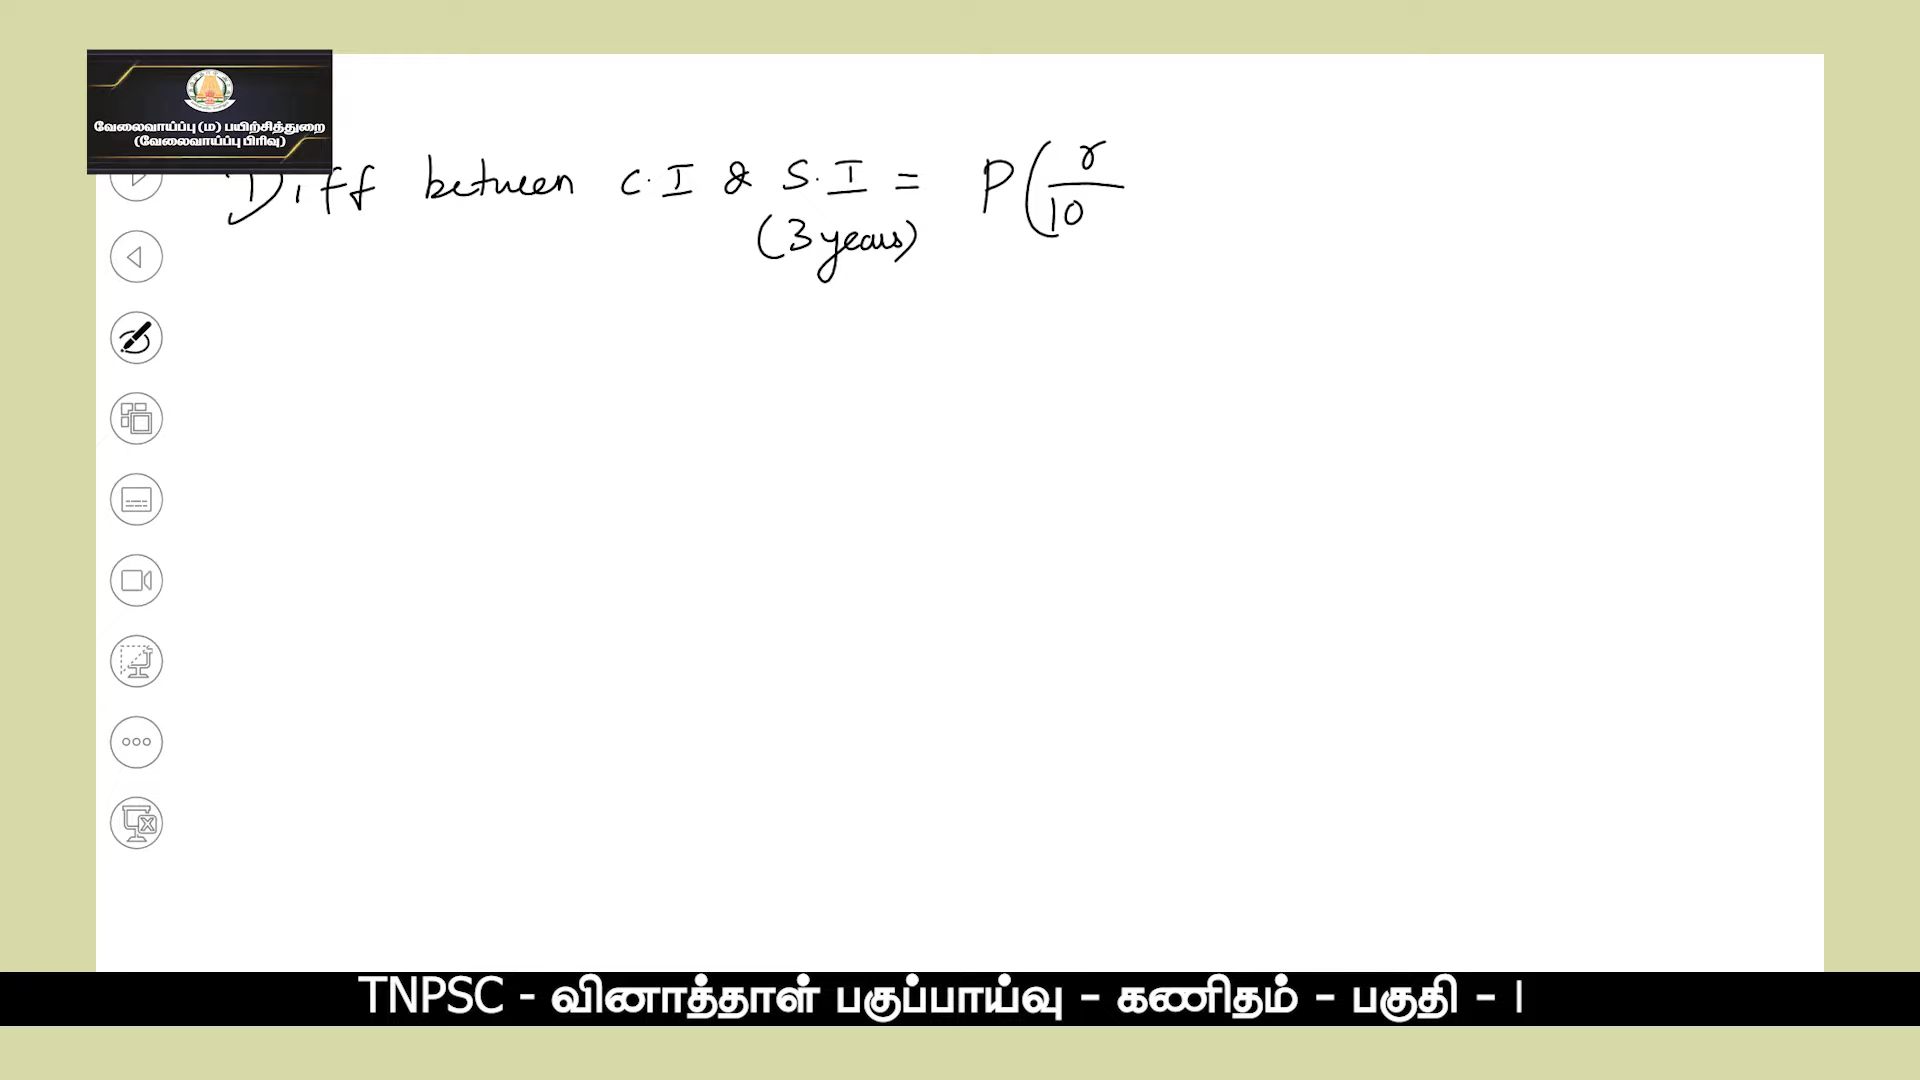 வேலைவாய்ப்பு (ம) பயிற்சித்துறை
(வேலைவாய்ப்பு பிரிவு)
Diff between C.I & S.I = P(r/10
(3 years)
TNPSC - வினாத்தாள் பகுப்பாய்வு - கணிதம் - பகுதி - I